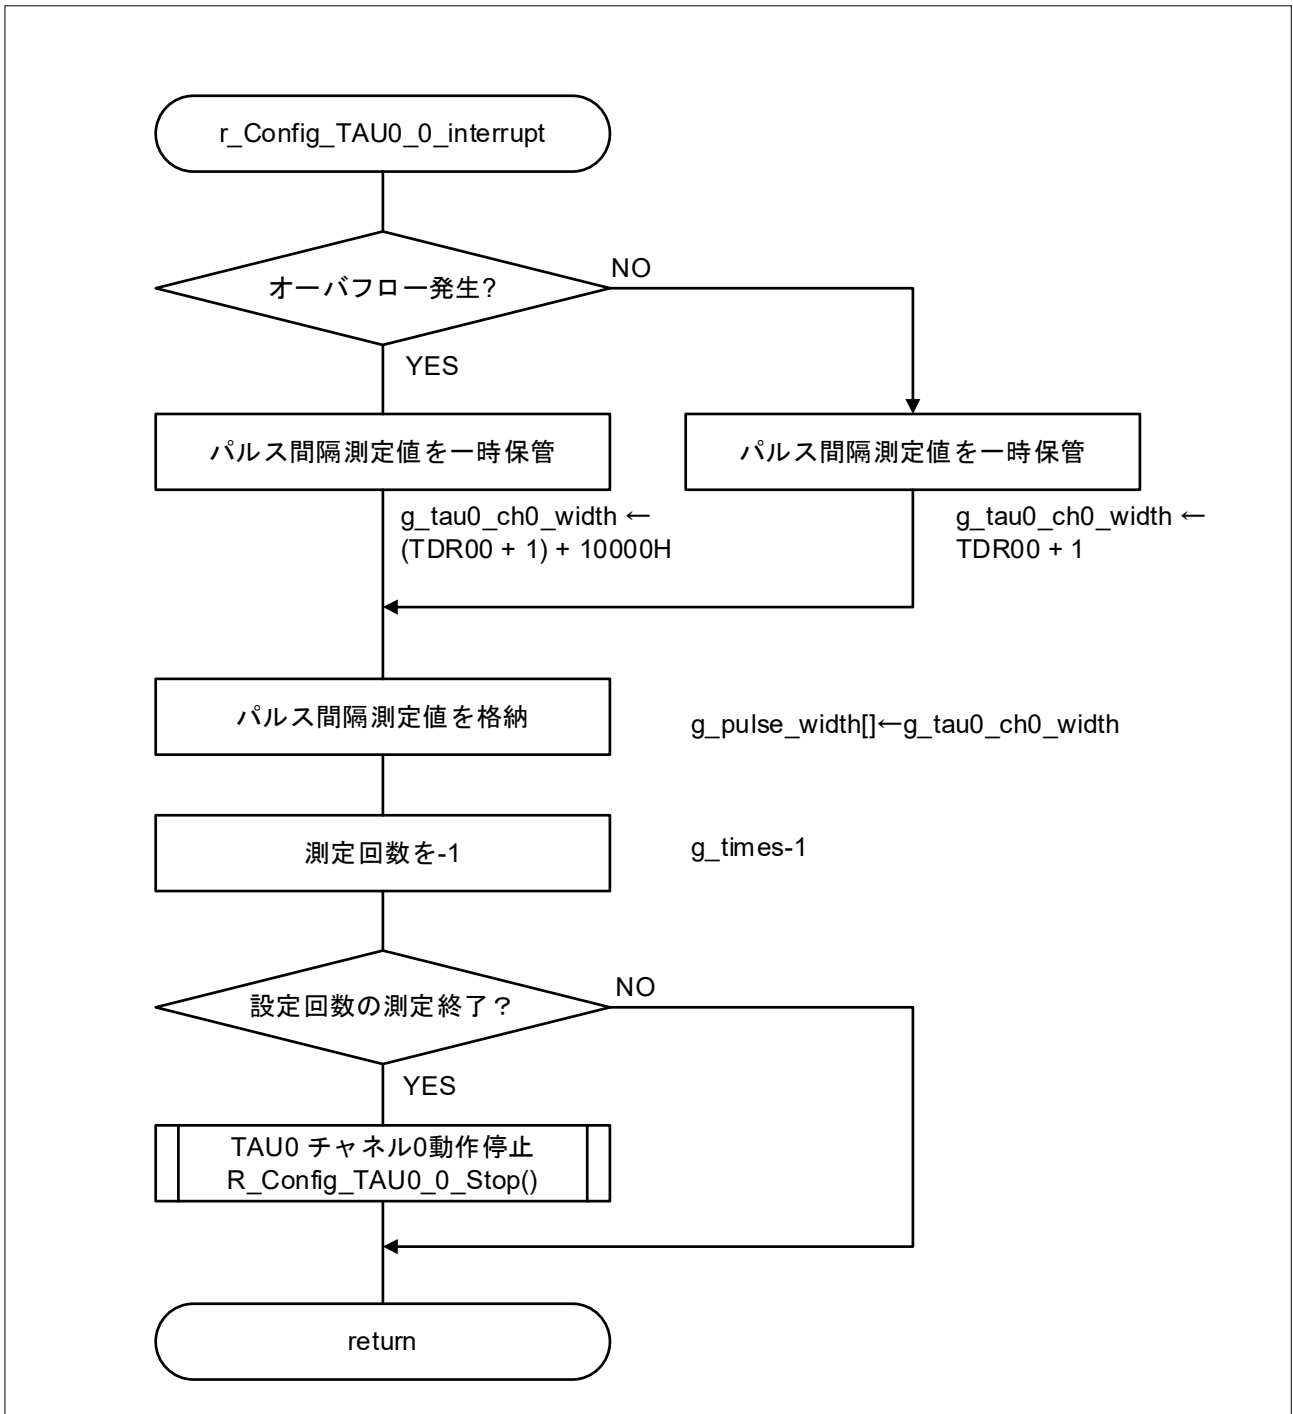 r_Config_TAU0_0_interrupt
オーバフロー発生?
NO
YES
パルス間隔測定値を一時保管
パルス間隔測定値を一時保管
g_tau0_ch0_width ←
(TDR00 + 1) + 10000H
g_tau0_ch0_width ←
TDR00 + 1
パルス間隔測定値を格納
g_pulse_width[]←g_tau0_ch0_width
測定回数を-1
g_times-1
設定回数の測定終了？
NO
YES
TAU0 チャネル0動作停止
R_Config_TAU0_0_Stop()
return